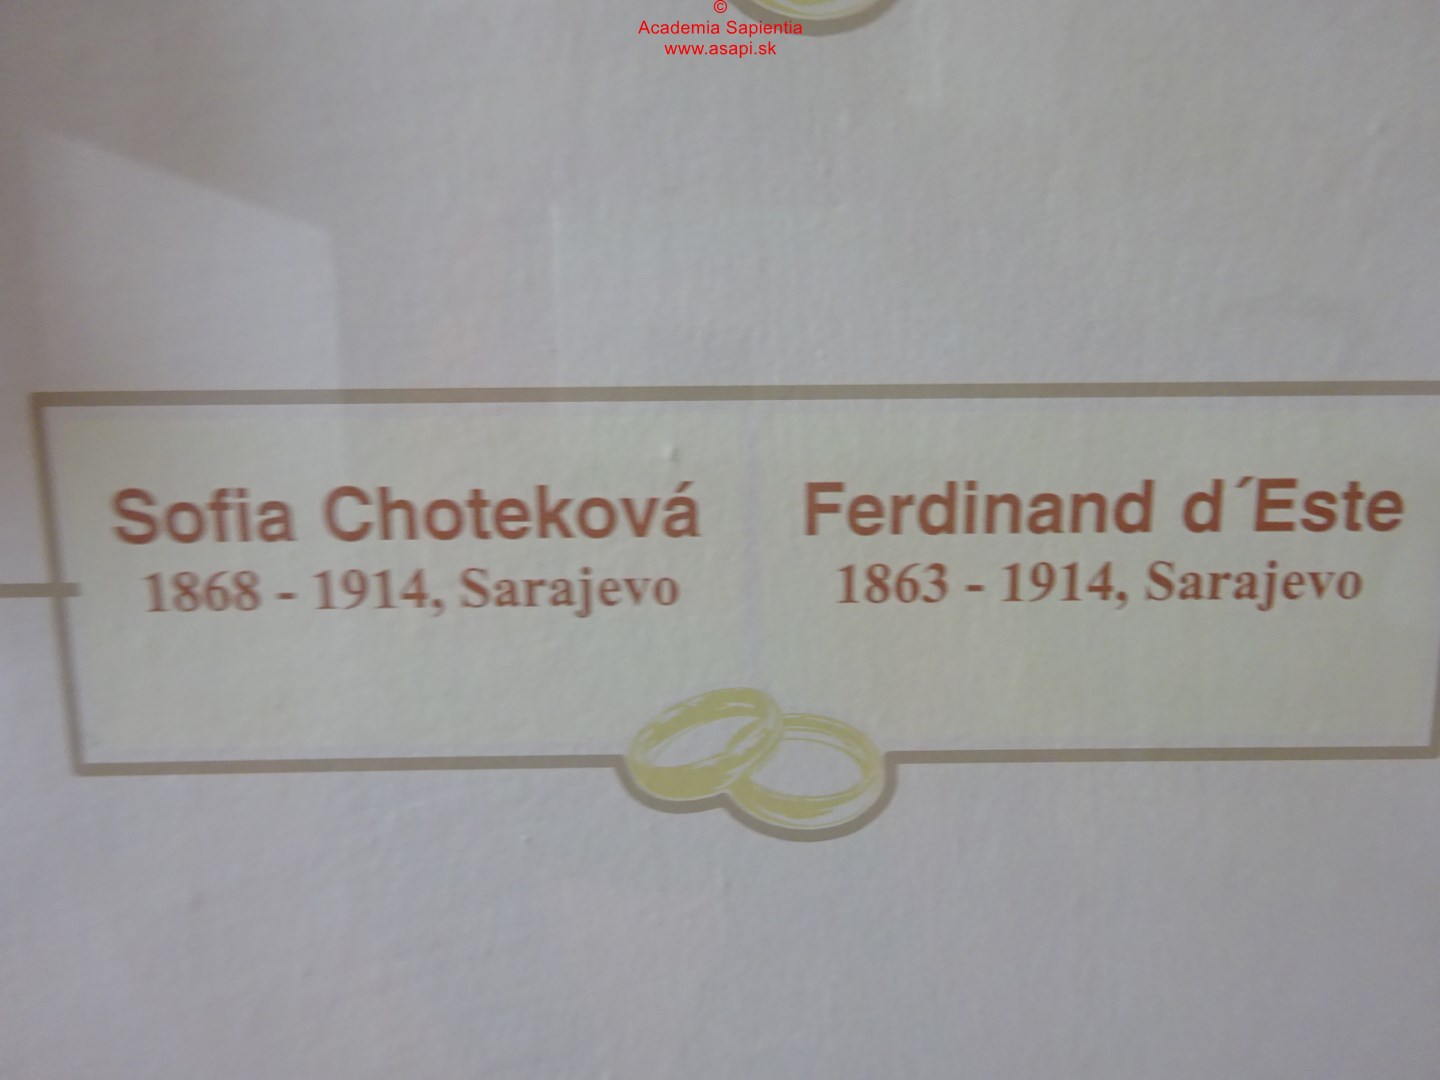 ©
Academia Sapientia
www.asapi.sk
Sofia Choteková
1868 - 1914, Sarajevo
Ferdinand d´Este
1863 - 1914, Sarajevo